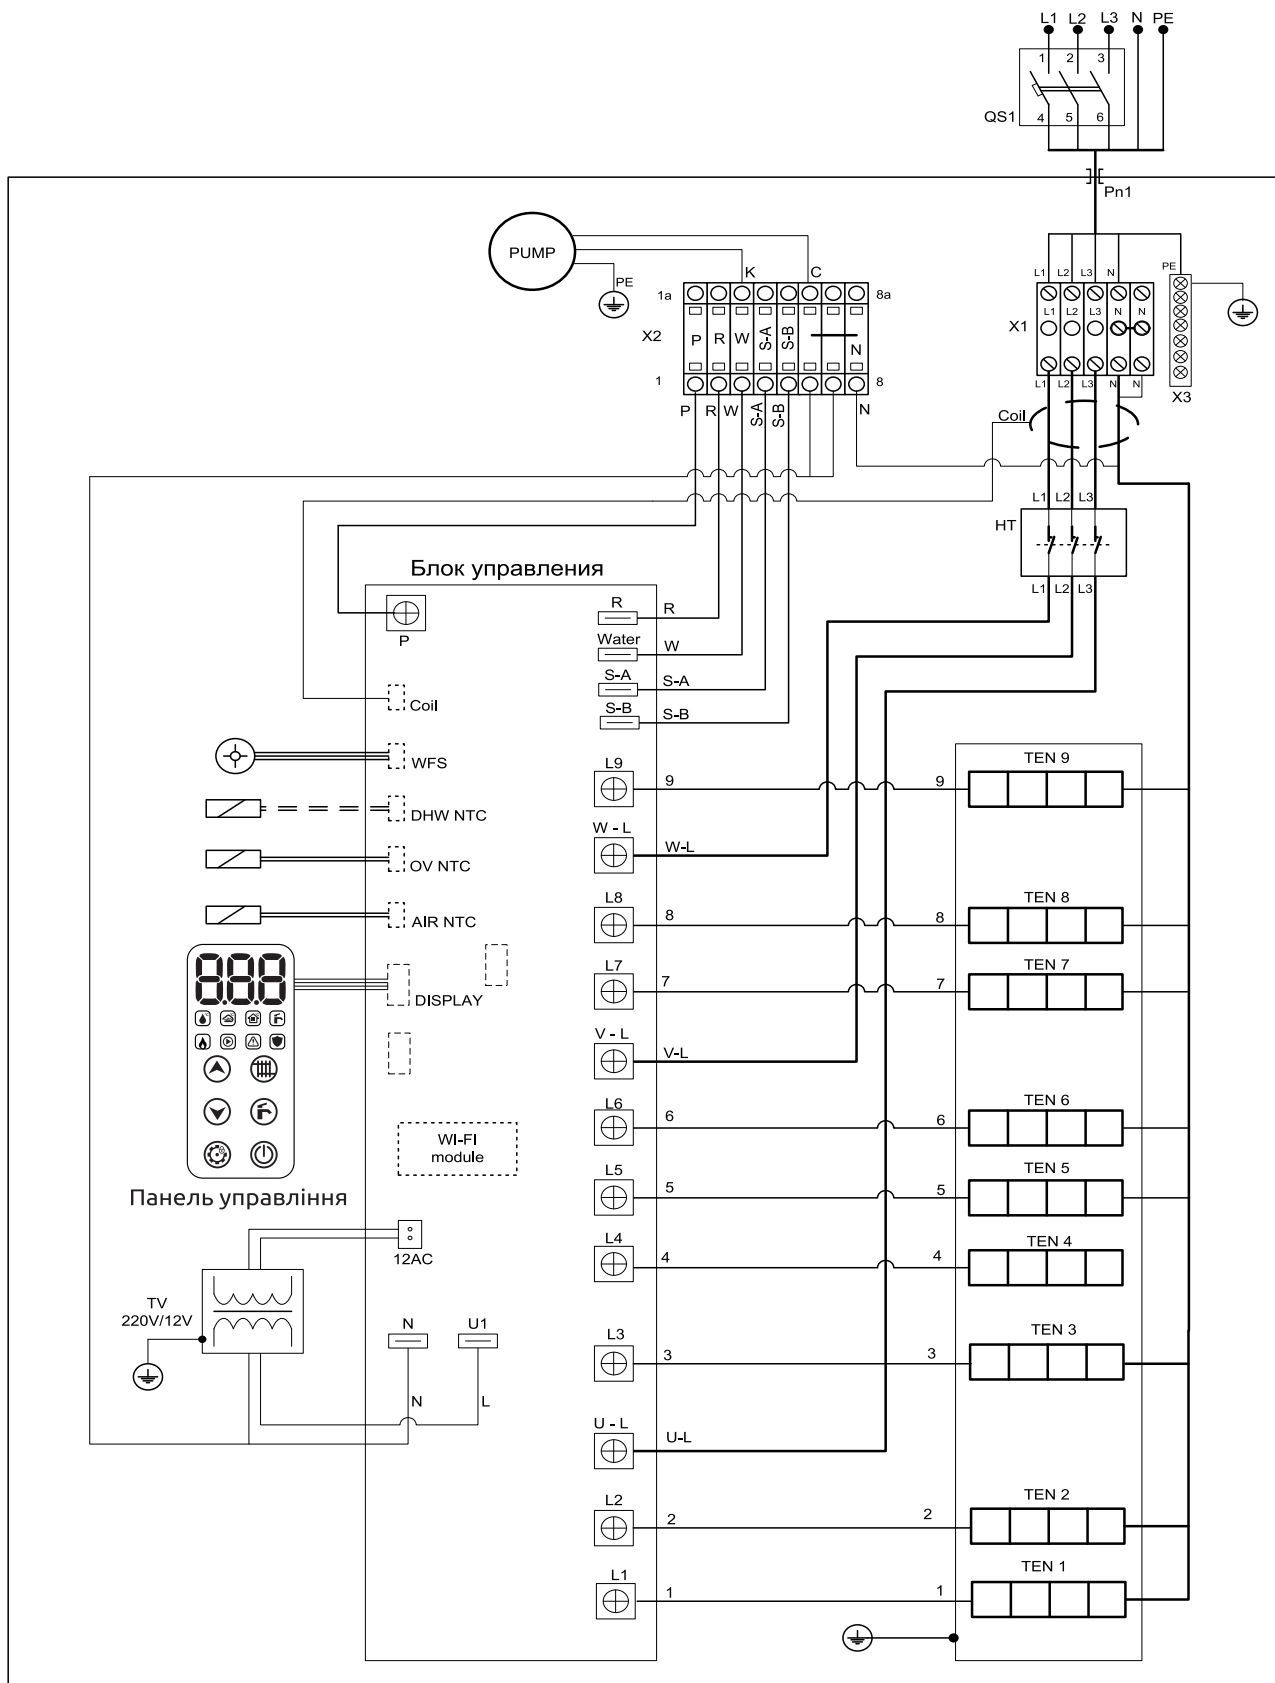 L1 L2 L3 N PE
1 2 3
QS1 4 5 6
Pn1
PUMP
PE
K C
1a 8a
X2 P R W S-A S-B N
1 8
P R W S-A S-B N
L1 L2 L3 N PE
L1 L2 L3 N N
X1
L1 L2 L3 N N
X3
Coil
L1 L2 L3
HT
L1 L2 L3
Блок управления
P
R R
Water W
S-A S-A
S-B S-B
Coil
WFS
DHW NTC
OV NTC
AIR NTC
DISPLAY
8.8.8
WI-FI
module
Панель управління
12AC
TV
220V/12V
N U1
N L
L9 9 9 TEN 9
W - L W-L
L8 8 8 TEN 8
L7 7 7 TEN 7
V - L V-L
L6 6 6 TEN 6
L5 5 5 TEN 5
L4 4 4 TEN 4
L3 3 3 TEN 3
U - L U-L
L2 2 2 TEN 2
L1 1 1 TEN 1